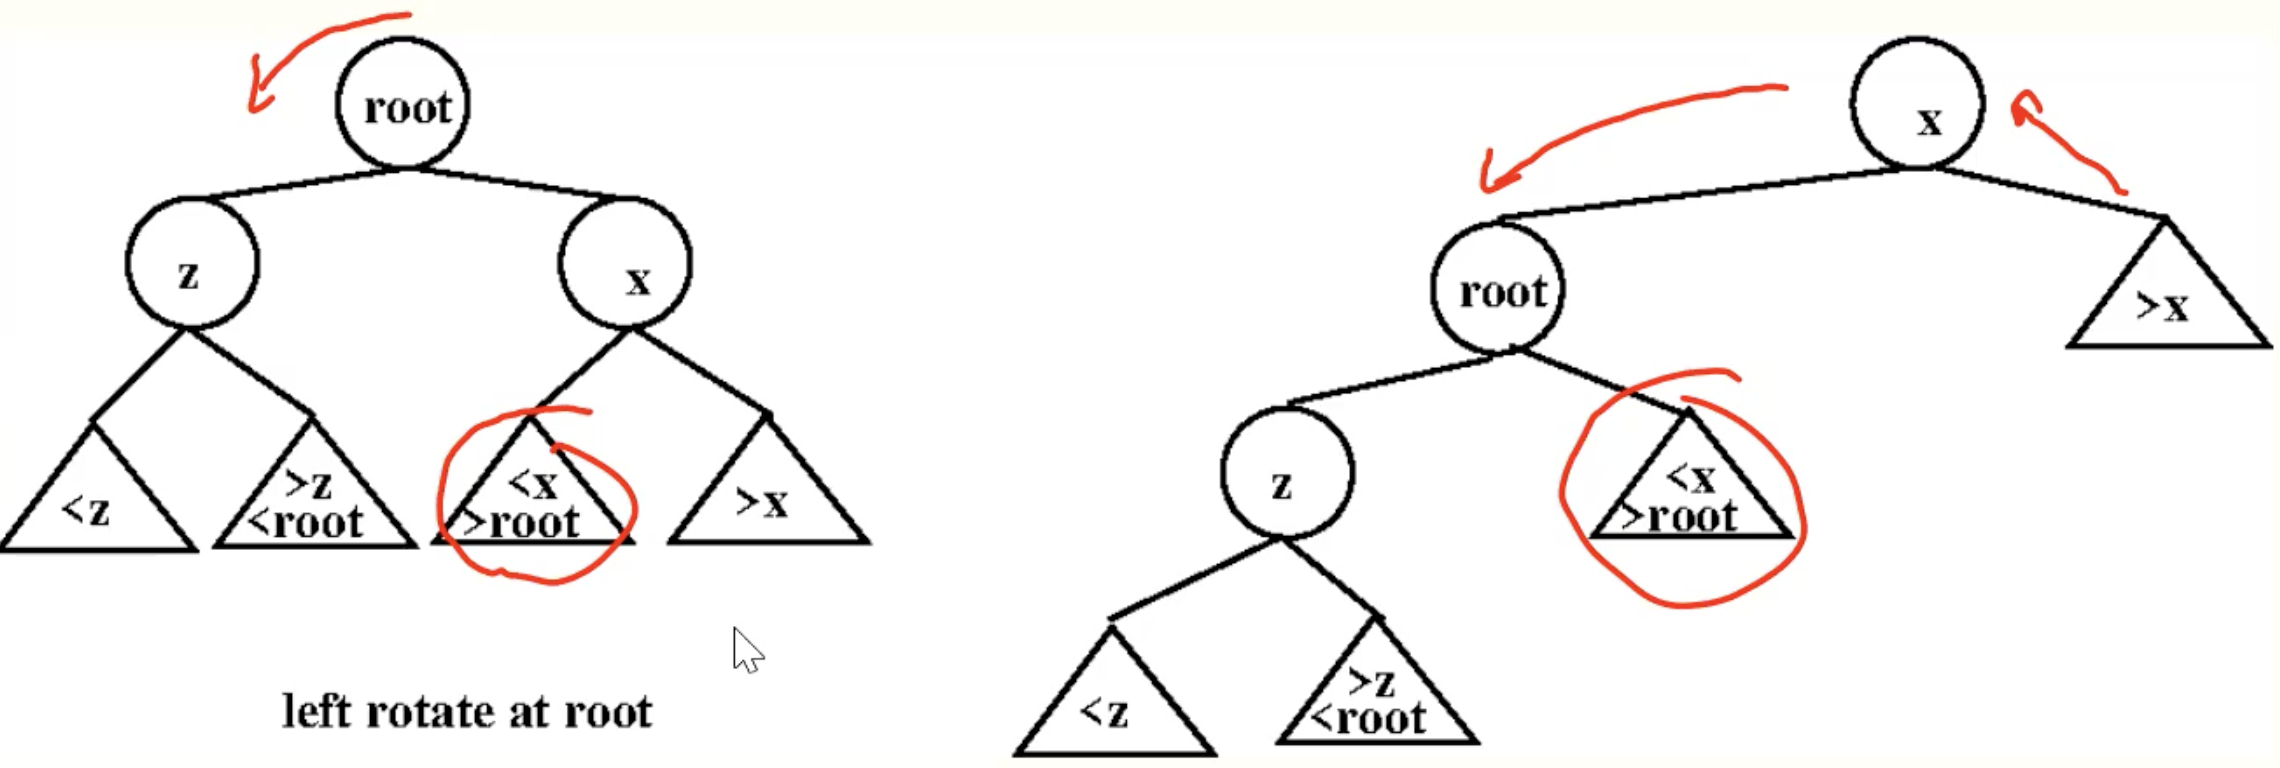 root
z
x
<z
>z
<root
<x
>root
>x
left rotate at root
x
root
>x
z
<x
>root
<z
>z
<root